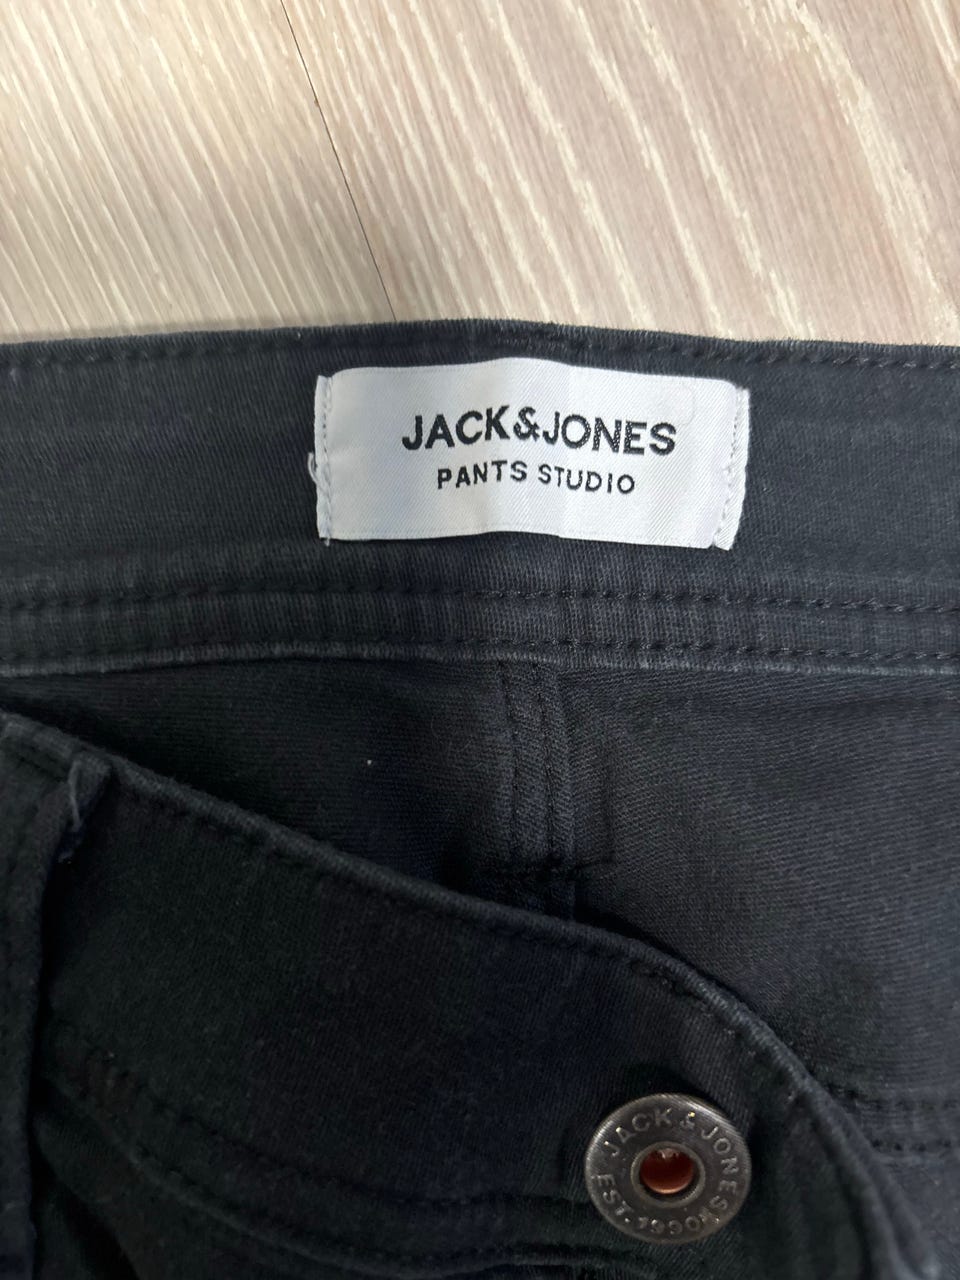 JACK&JONES
PANTS STUDIO
JACK & JONES
EST. 1990